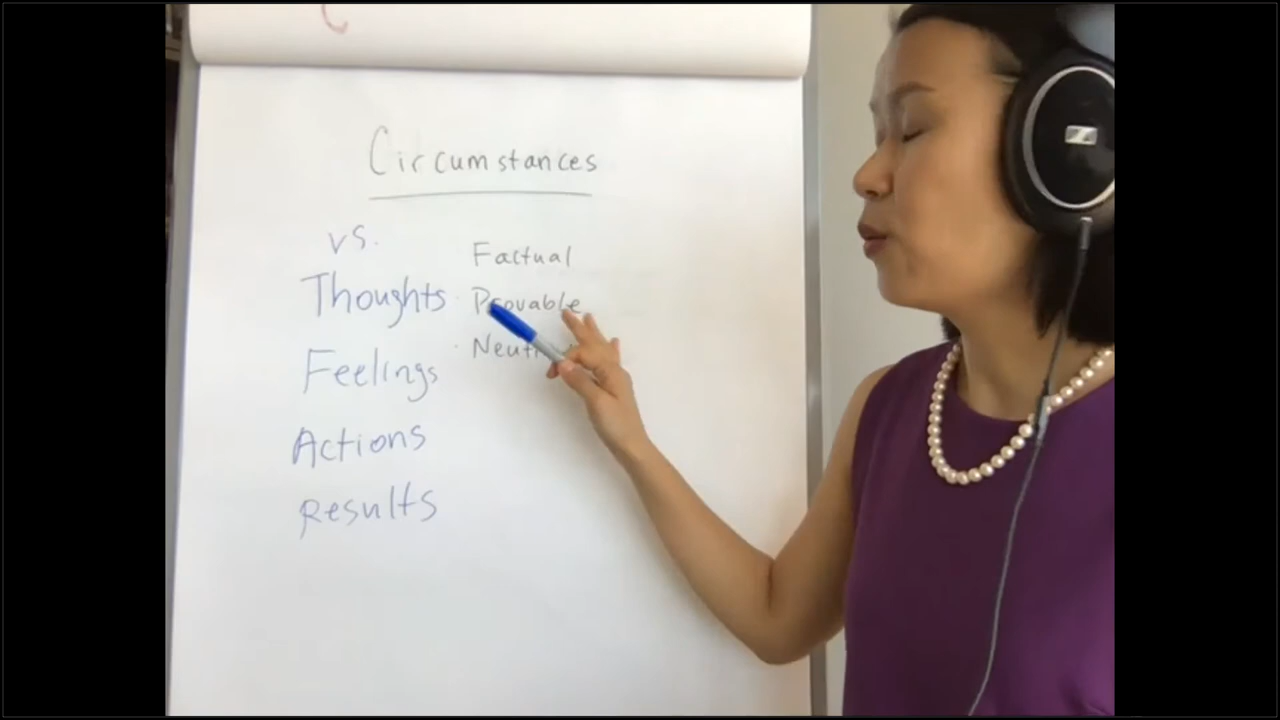 Circumstances
vs.
Factual
Thoughts
Provable
Feelings
Actions
Results